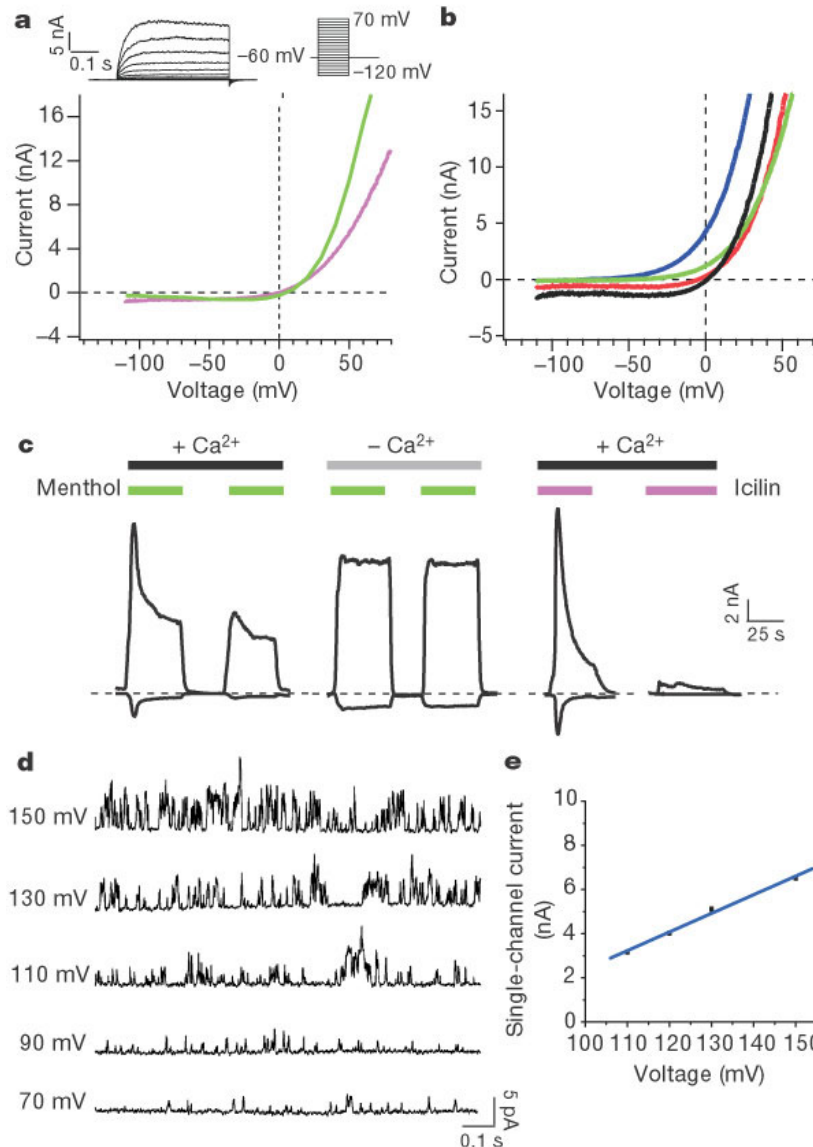 a
5 nA
0.1 s
−60 mV
70 mV
−120 mV
16
12
8
4
0
−4
Current (nA)
−100
−50
0
50
Voltage (mV)
b
15
10
5
0
−5
Current (nA)
−100
−50
0
50
Voltage (mV)
c
+ Ca2+
− Ca2+
+ Ca2+
Menthol
Icilin
2 nA
25 s
d
150 mV
130 mV
110 mV
90 mV
70 mV
5 pA
0.1 s
e
10
8
6
4
2
0
Single-channel current
(nA)
100 110 120 130 140 150
Voltage (mV)